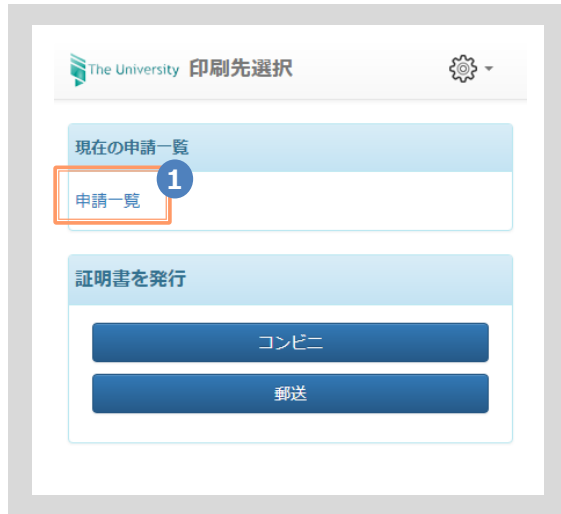 The University 印刷先選択
現在の申請一覧
1
申請一覧
証明書を発行
コンビニ
郵送